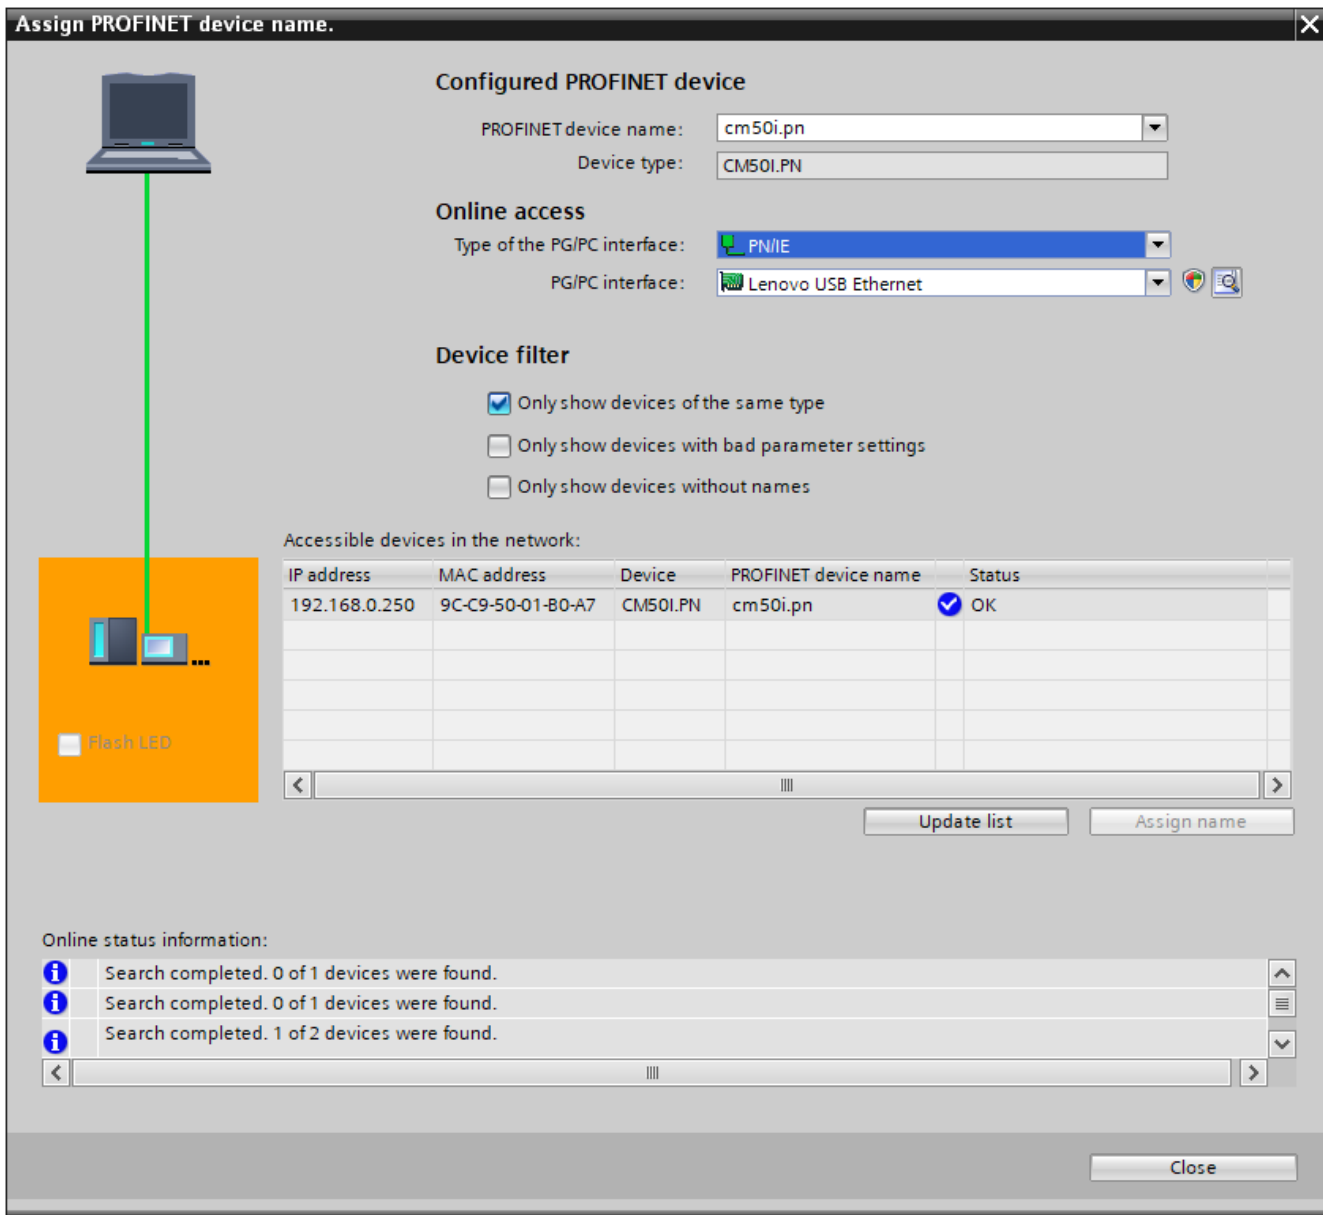 Assign PROFINET device name.
Configured PROFINET device
PROFINET device name: cm50i.pn
Device type: CM50I.PN
Online access
Type of the PG/PC interface: PN/IE
PG/PC interface: Lenovo USB Ethernet
Device filter
Only show devices of the same type
Only show devices with bad parameter settings
Only show devices without names
Accessible devices in the network:
IP address MAC address Device PROFINET device name Status
192.168.0.250 9C-C9-50-01-B0-A7 CM50I.PN cm50i.pn OK
Flash LED
Update list Assign name
Online status information:
Search completed. 0 of 1 devices were found.
Search completed. 0 of 1 devices were found.
Search completed. 1 of 2 devices were found.
Close